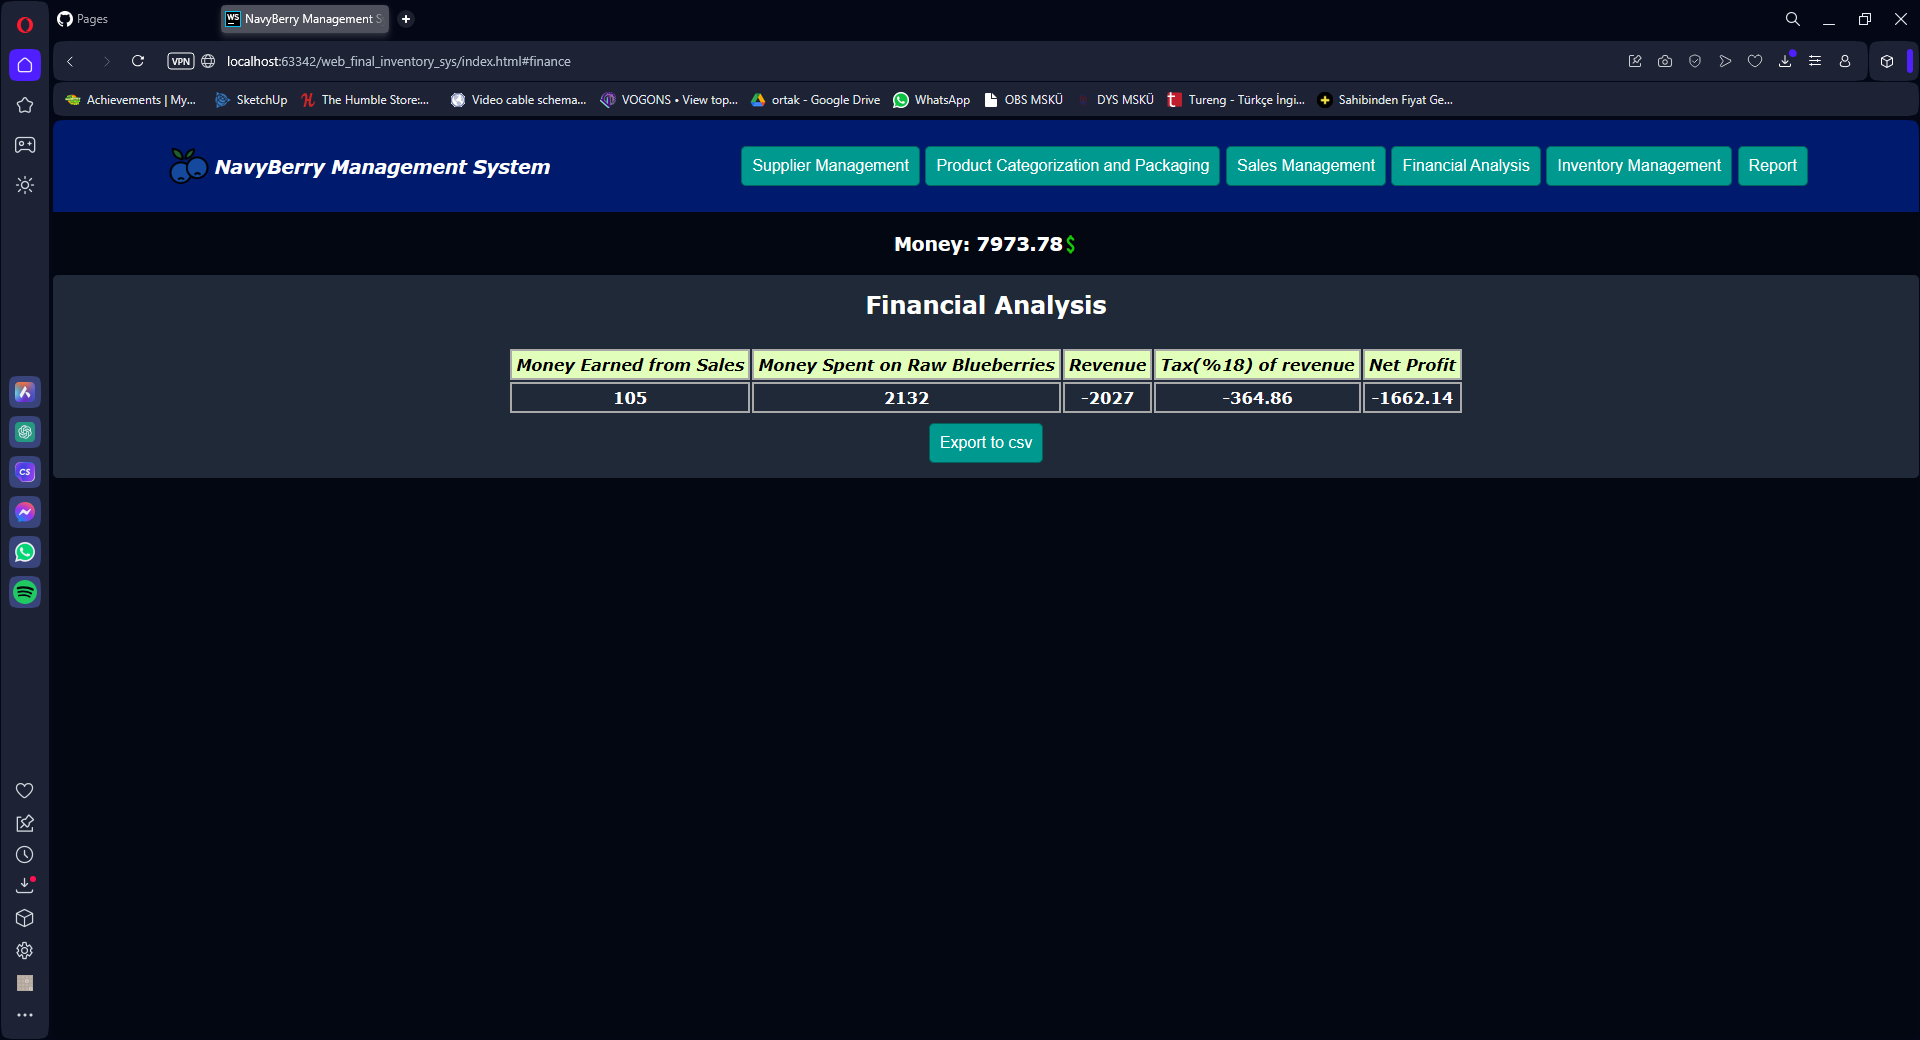 Pages
NavyBerry Management S
VPN localhost:63342/web_final_inventory_sys/index.html#finance
Achievements | My... SketchUp The Humble Store:... Video cable schema... VOGONS • View top... ortak - Google Drive WhatsApp OBS MSKÜ DYS MSKÜ Tureng - Türkçe İngi... Sahibinden Fiyat Ge...
NavyBerry Management System
Supplier Management Product Categorization and Packaging Sales Management Financial Analysis Inventory Management Report
Money: 7973.78$
Financial Analysis
Money Earned from Sales Money Spent on Raw Blueberries Revenue Tax(%18) of revenue Net Profit
105 2132 -2027 -364.86 -1662.14
Export to csv
WS
CS